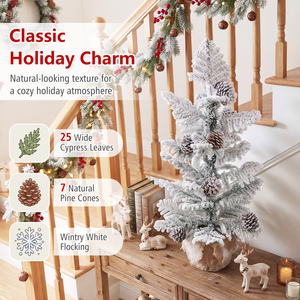 Classic
Holiday Charm
Natural-looking texture for
a cozy holiday atmosphere
25 Wide
Cypress Leaves
7 Natural
Pine Cones
Wintry White
Flocking